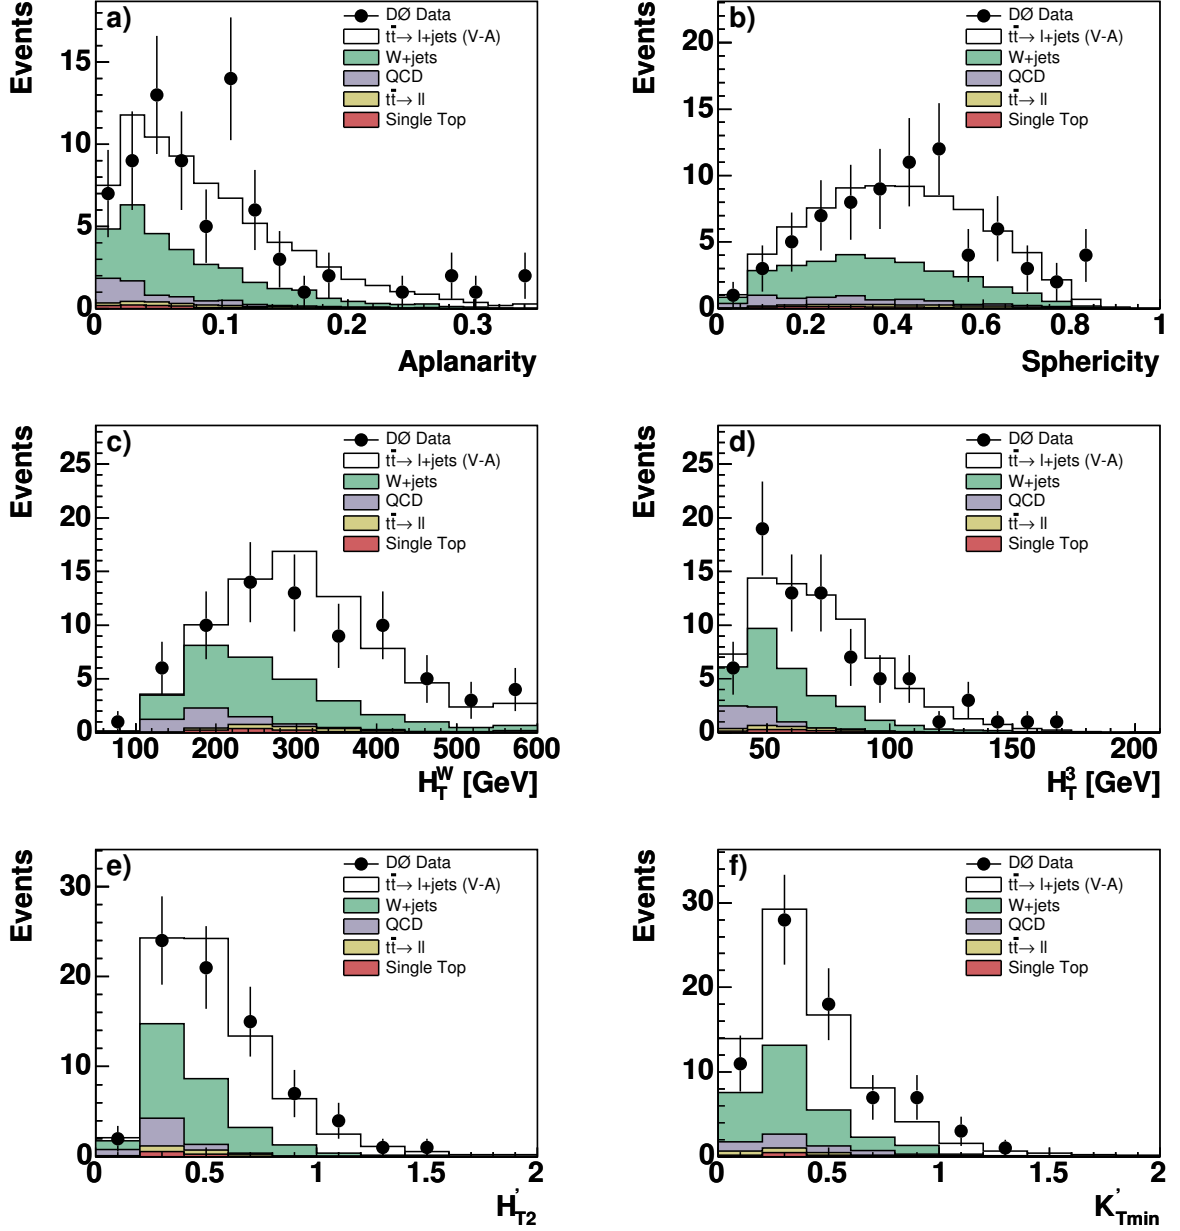 a)
Events
DØ Data
tt̄→ l+jets (V-A)
W+jets
QCD
tt̄→ ll
Single Top
15
10
5
0
0 0.1 0.2 0.3
Aplanarity
b)
Events
DØ Data
tt̄→ l+jets (V-A)
W+jets
QCD
tt̄→ ll
Single Top
20
15
10
5
0
0 0.2 0.4 0.6 0.8 1
Sphericity
c)
Events
DØ Data
tt̄→ l+jets (V-A)
W+jets
QCD
tt̄→ ll
Single Top
25
20
15
10
5
0
100 200 300 400 500 600
H_T^W [GeV]
d)
Events
DØ Data
tt̄→ l+jets (V-A)
W+jets
QCD
tt̄→ ll
Single Top
25
20
15
10
5
0
50 100 150 200
H_T^3 [GeV]
e)
Events
DØ Data
tt̄→ l+jets (V-A)
W+jets
QCD
tt̄→ ll
Single Top
30
20
10
0
0 0.5 1 1.5 2
H'_T2
f)
Events
DØ Data
tt̄→ l+jets (V-A)
W+jets
QCD
tt̄→ ll
Single Top
30
20
10
0
0 0.5 1 1.5 2
K'_Tmin